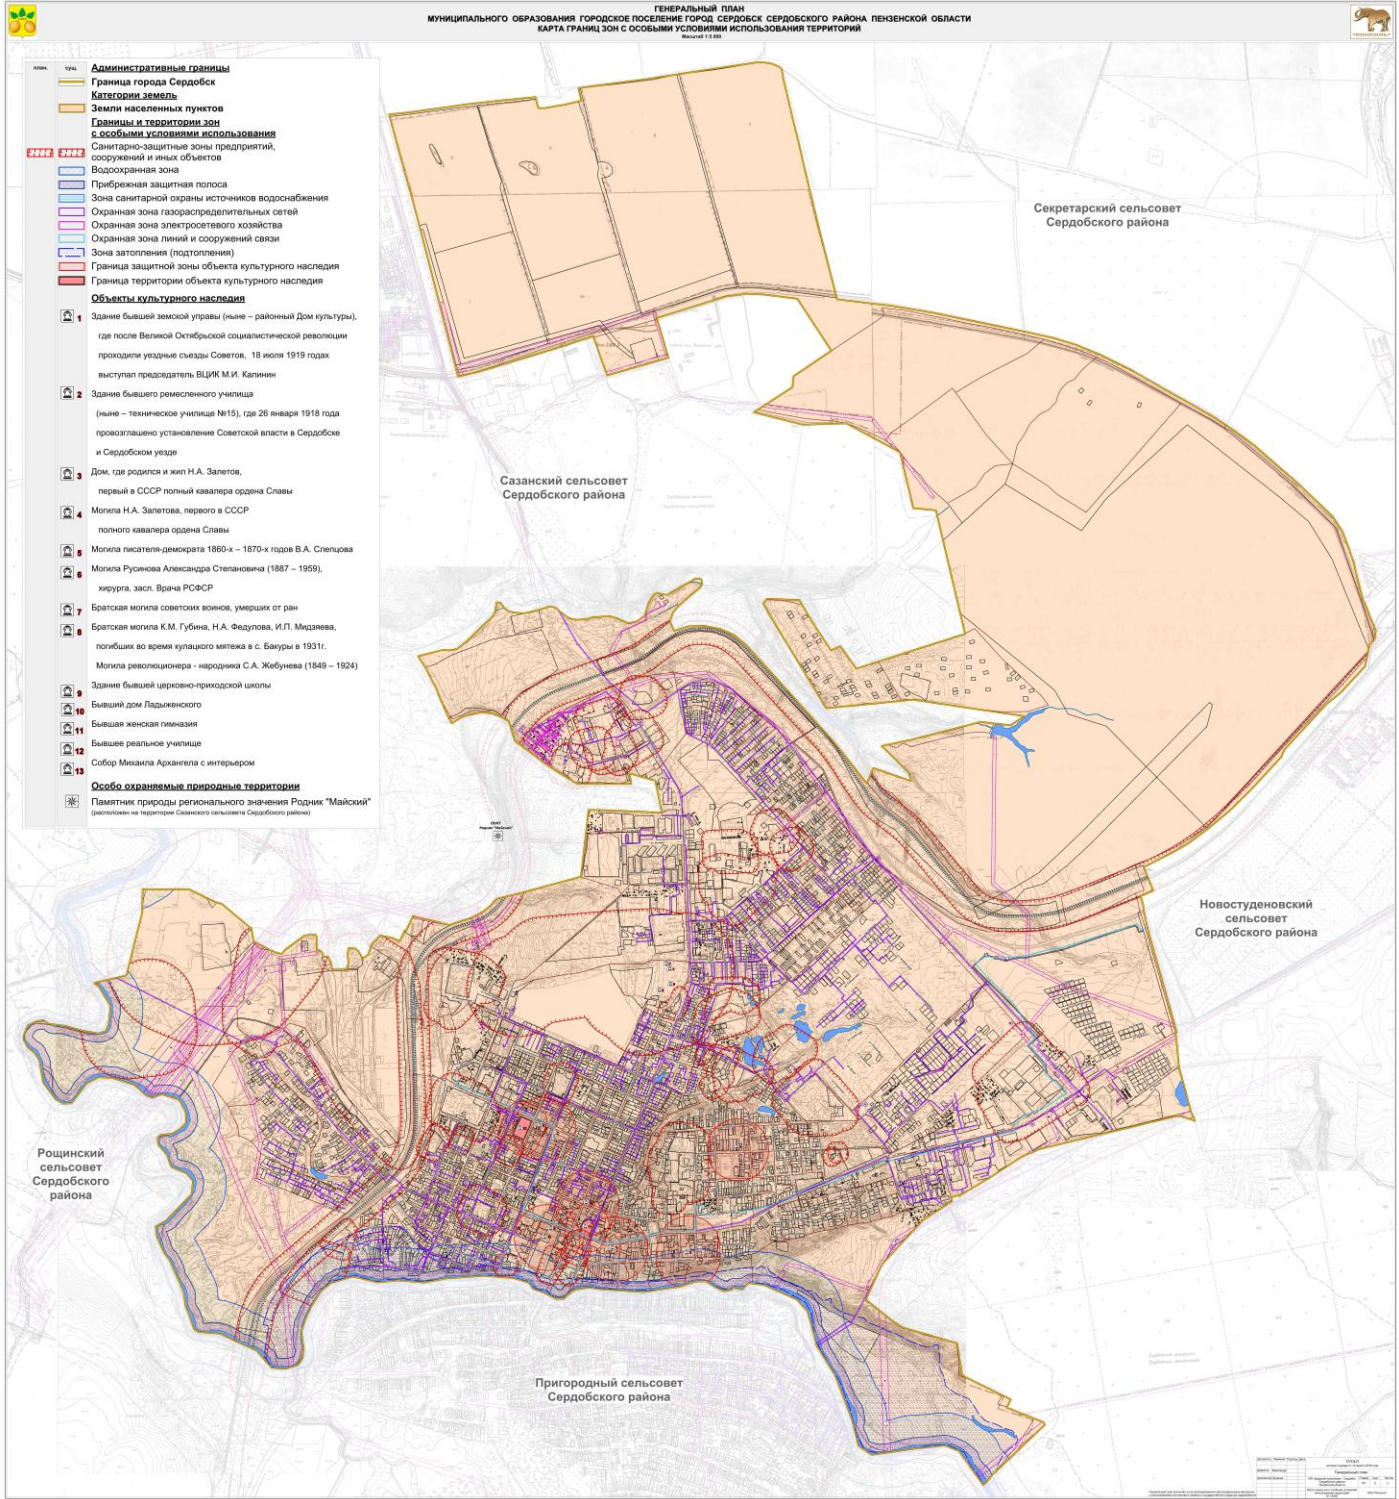 ГЕНЕРАЛЬНЫЙ ПЛАН
МУНИЦИПАЛЬНОГО ОБРАЗОВАНИЯ ГОРОДСКОЕ ПОСЕЛЕНИЕ ГОРОД СЕРДОБСК СЕРДОБСКОГО РАЙОНА ПЕНЗЕНСКОЙ ОБЛАСТИ
КАРТА ГРАНИЦ ЗОН С ОСОБЫМИ УСЛОВИЯМИ ИСПОЛЬЗОВАНИЯ ТЕРРИТОРИЙ
план. сущ. Административные границы
Граница города Сердобск
Категории земель
Земли населенных пунктов
Границы и территории зон
с особыми условиями использования
Санитарно-защитные зоны предприятий,
сооружений и иных объектов
Водоохранная зона
Прибрежная защитная полоса
Зона санитарной охраны источников водоснабжения
Охранная зона газораспределительных сетей
Охранная зона электросетевого хозяйства
Охранная зона линий и сооружений связи
Зона затопления (подтопления)
Граница защитной зоны объекта культурного наследия
Граница территории объекта культурного наследия
Объекты культурного наследия
1 Здание бывшей земской управы (ныне – районный Дом культуры),
где после Великой Октябрьской социалистической революции
проходили уездные съезды Советов, 18 июля 1919 годах
выступал председатель ВЦИК М.И. Калинин
2 Здание бывшего ремесленного училища
(ныне – техническое училище №15), где 26 января 1918 года
провозглашено установление Советской власти в Сердобске
и Сердобском уезде
3 Дом, где родился и жил Н.А. Залетов,
первый в СССР полный кавалера ордена Славы
4 Могила Н.А. Залетова, первого в СССР
полного кавалера ордена Славы
5 Могила писателя-демократа 1860-х – 1870-х годов В.А. Слепцова
6 Могила Русинова Александра Степановича (1887 – 1959),
хирурга, засл. Врача РСФСР
7 Братская могила советских воинов, умерших от ран
8 Братская могила К.М. Губина, Н.А. Федулова, И.П. Мидзяева,
погибших во время кулацкого мятежа в с. Бакуры в 1931г.
Могила революционера - народника С.А. Жебунева (1849 – 1924)
9 Здание бывшей церковно-приходской школы
10 Бывший дом Ладыженского
11 Бывшая женская гимназия
12 Бывшее реальное училище
13 Собор Михаила Архангела с интерьером
Особо охраняемые природные территории
Памятник природы регионального значения Родник "Майский"
(расположен на территории Сазанского сельсовета Сердобского района)
Секретарский сельсовет
Сердобского района
Сазанский сельсовет
Сердобского района
Родник "Майский"
Новостуденовский
сельсовет
Сердобского района
Рощинский
сельсовет
Сердобского
района
Пригородный сельсовет
Сердобского района
Генеральный план